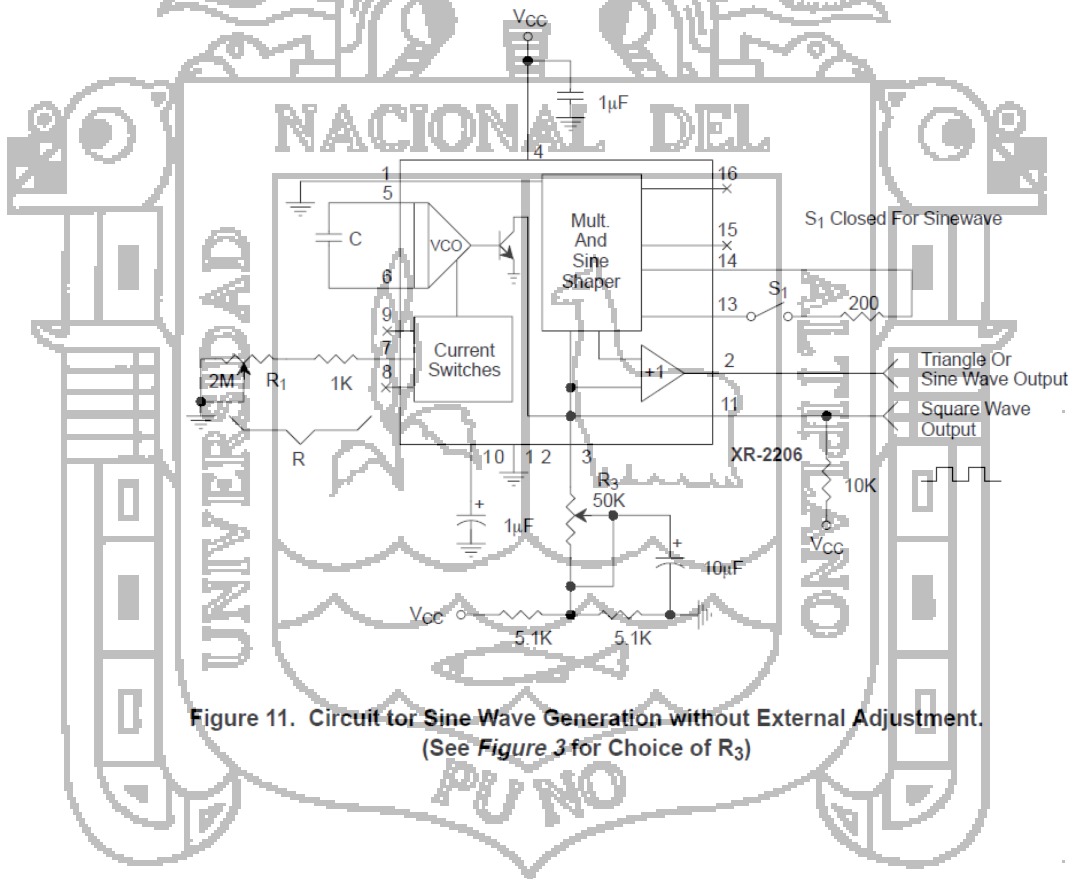 VCC
1μF
NACIONAL DEL
4
1
16
5
S1 Closed For Sinewave
Mult.
And
Sine
Shaper
15
C
VCO
14
6
S1
13
200
9
7
Current
Switches
8
2M
R1
1K
+1
2
Triangle Or
Sine Wave Output
11
Square Wave
Output
R
10
1 2
3
XR-2206
R3
50K
10K
+
1μF
VCC
+
10μF
VCC
5.1K
5.1K
UNIVERSIDAD
ALTIPLANO
Figure 11. Circuit tor Sine Wave Generation without External Adjustment.
(See Figure 3 for Choice of R3)
PUNO